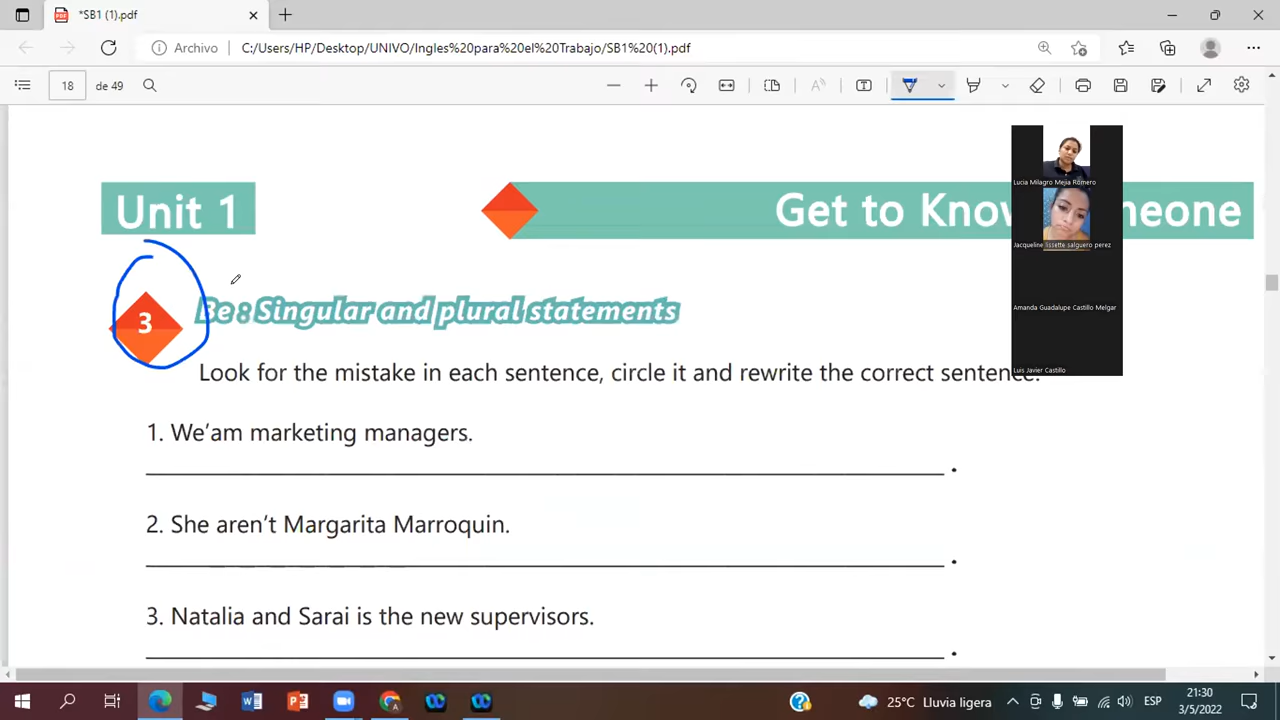 *SB1 (1).pdf
Archivo
C:/Users/HP/Desktop/UNIVO/Ingles%20para%20el%20Trabajo/SB1%20(1).pdf
18 de 49
Lucia Milagro Mejia Romero
Jacqueline lissette salguero perez
Amanda Guadalupe Castillo Melgar
Luis Javier Castillo
Unit 1
Get to
3
Be : Singular and plural statements
Look for the mistake in each sentence, circle it and rewrite the correct sentence.
1. We'am marketing managers.
2. She aren't Margarita Marroquin.
3. Natalia and Sarai is the new supervisors.
25°C Lluvia ligera
ESP
21:30
3/5/2022